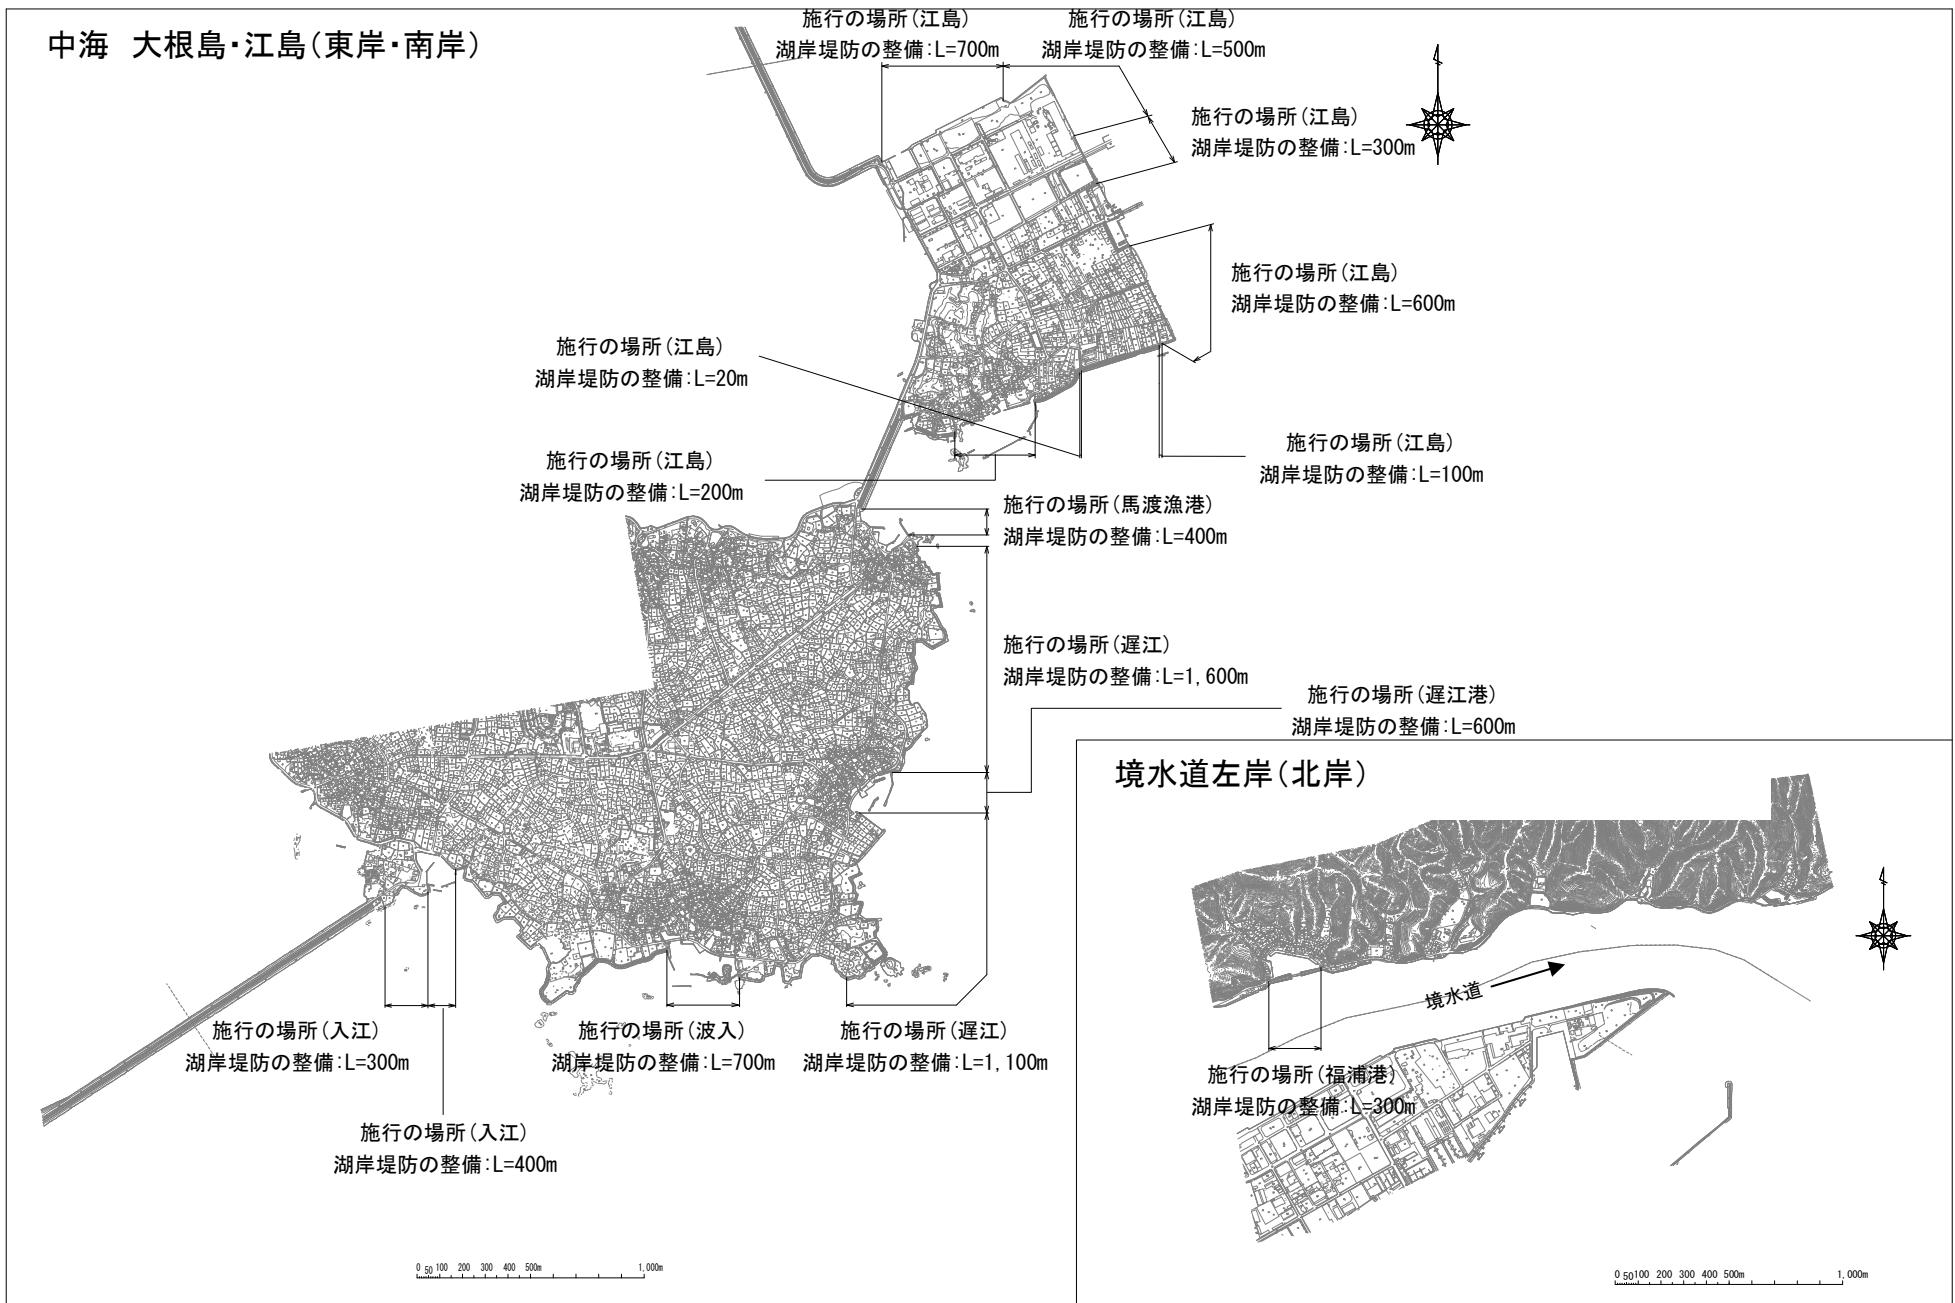 中海　大根島・江島（東岸・南岸）
施行の場所（江島）
湖岸堤防の整備：L=700m
施行の場所（江島）
湖岸堤防の整備：L=500m
施行の場所（江島）
湖岸堤防の整備：L=300m
施行の場所（江島）
湖岸堤防の整備：L=600m
施行の場所（江島）
湖岸堤防の整備：L=20m
施行の場所（江島）
湖岸堤防の整備：L=100m
施行の場所（江島）
湖岸堤防の整備：L=200m
施行の場所（馬渡漁港）
湖岸堤防の整備：L=400m
施行の場所（遅江）
湖岸堤防の整備：L=1,600m
施行の場所（遅江港）
湖岸堤防の整備：L=600m
施行の場所（入江）
湖岸堤防の整備：L=300m
施行の場所（波入）
湖岸堤防の整備：L=700m
施行の場所（遅江）
湖岸堤防の整備：L=1,100m
施行の場所（入江）
湖岸堤防の整備：L=400m
0 50 100 200 300 400 500m 1,000m
境水道左岸（北岸）
境水道
施行の場所（福浦港）
湖岸堤防の整備：L=300m
0 50 100 200 300 400 500m 1,000m